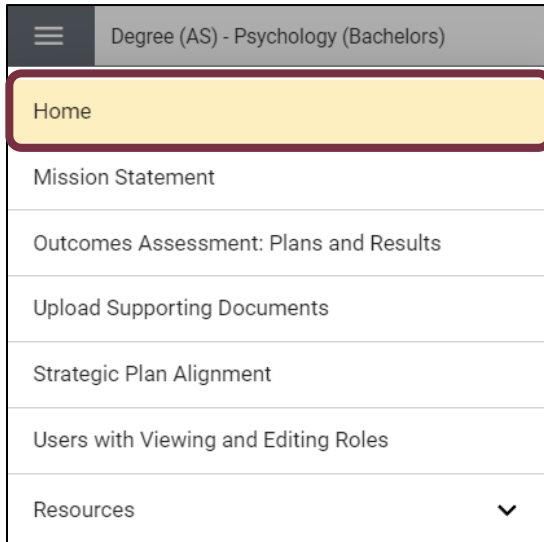 Degree (AS) - Psychology (Bachelors)
Home
Mission Statement
Outcomes Assessment: Plans and Results
Upload Supporting Documents
Strategic Plan Alignment
Users with Viewing and Editing Roles
Resources